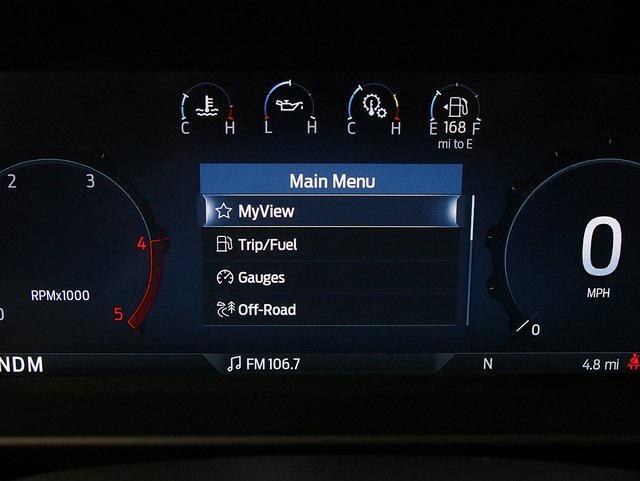 C H
L H
C H
E 168 F
mi to E
Main Menu
MyView
Trip/Fuel
Gauges
Off-Road
2 3
4
5
0
RPMx1000
0
MPH
0
NDM
FM 106.7
N
4.8 mi